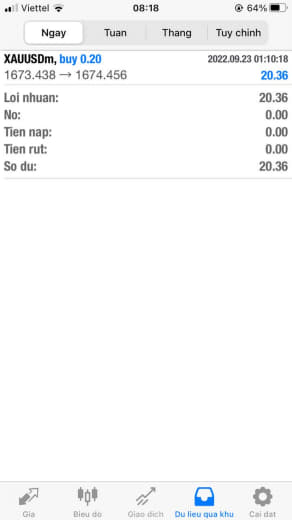 Viettel 08:18 64%
Ngay Tuan Thang Tuy chinh
XAUUSDm, buy 0.20 2022.09.23 01:10:18
1673.438 → 1674.456 20.36
Loi nhuan: 20.36
No: 0.00
Tien nap: 0.00
Tien rut: 0.00
So du: 20.36
Gia Bieu do Giao dich Du lieu qua khu Cai dat